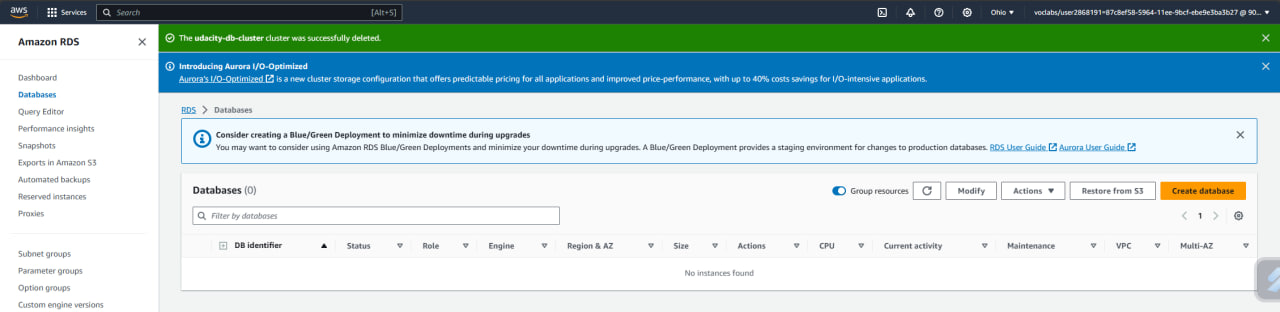 aws Services Search [Alt+S] Ohio voclabs/user2868191=87c8ef58-5964-11ee-9bcf-ebe9e3ba3b27 @ 90...
Amazon RDS
Dashboard
Databases
Query Editor
Performance insights
Snapshots
Exports in Amazon S3
Automated backups
Reserved instances
Proxies
Subnet groups
Parameter groups
Option groups
Custom engine versions
The udacity-db-cluster cluster was successfully deleted.
Introducing Aurora I/O-Optimized
Aurora's I/O-Optimized is a new cluster storage configuration that offers predictable pricing for all applications and improved price-performance, with up to 40% costs savings for I/O-intensive applications.
RDS > Databases
Consider creating a Blue/Green Deployment to minimize downtime during upgrades
You may want to consider using Amazon RDS Blue/Green Deployments and minimize your downtime during upgrades. A Blue/Green Deployment provides a staging environment for changes to production databases. RDS User Guide Aurora User Guide
Databases (0) Group resources Modify Actions Restore from S3 Create database
Filter by databases 1
DB identifier Status Role Engine Region & AZ Size Actions CPU Current activity Maintenance VPC Multi-AZ
No instances found